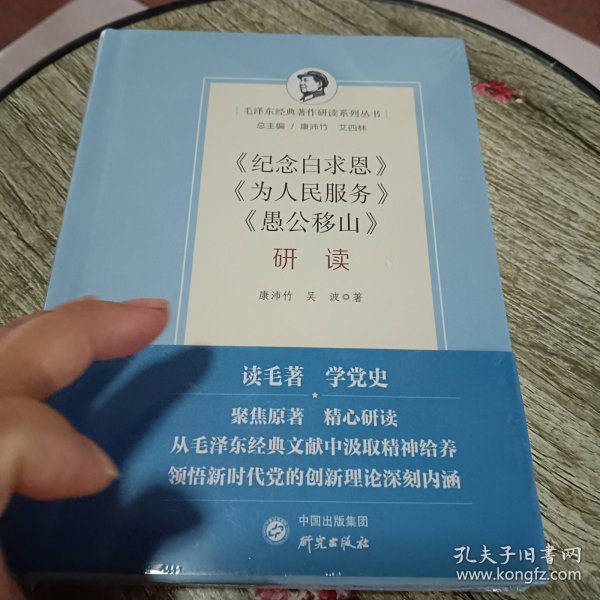 毛泽东经典著作研读系列丛书
总主编 / 康沛竹 艾四林
《纪念白求恩》
《为人民服务》
《愚公移山》
研 读
康沛竹 吴 波◎著
读毛著 学党史
聚焦原著 精心研读
从毛泽东经典文献中汲取精神给养
领悟新时代党的创新理论深刻内涵
中国出版集团
研究出版社
孔夫子旧书网
www.kongfz.com